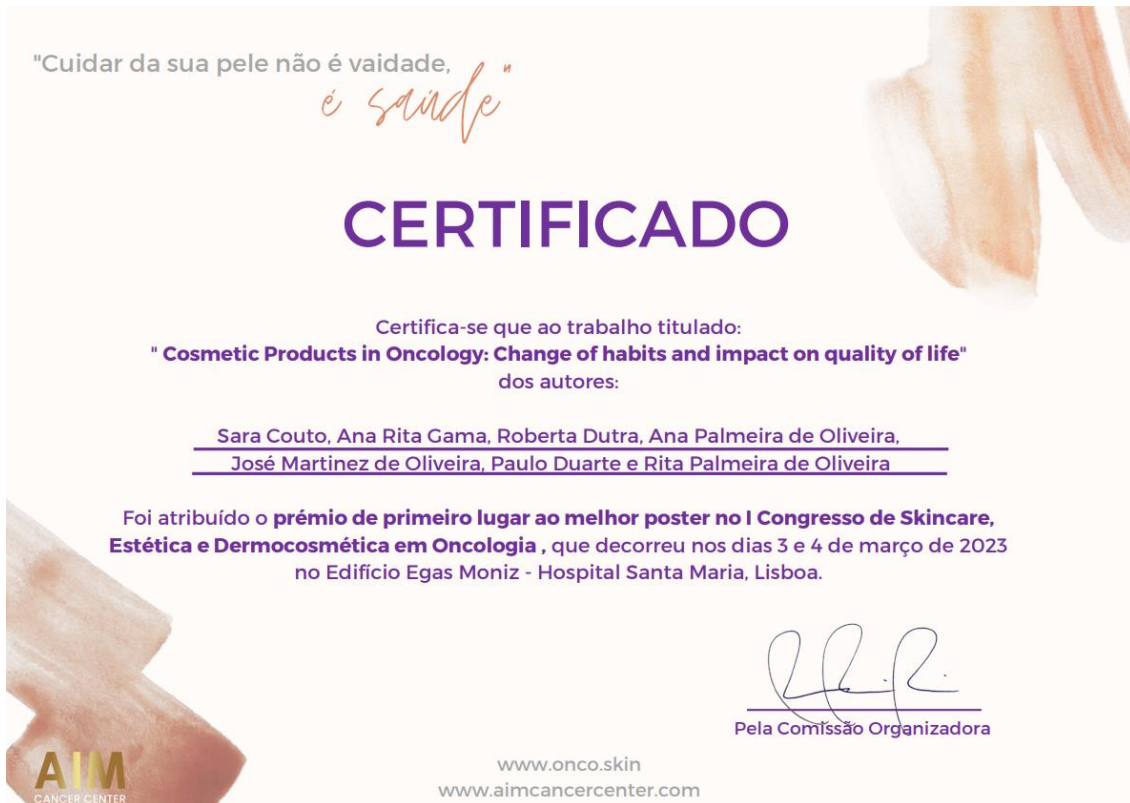 "Cuidar da sua pele não é vaidade,
é saúde"
CERTIFICADO
Certifica-se que ao trabalho titulado:
" Cosmetic Products in Oncology: Change of habits and impact on quality of life"
dos autores:
Sara Couto, Ana Rita Gama, Roberta Dutra, Ana Palmeira de Oliveira,
José Martinez de Oliveira, Paulo Duarte e Rita Palmeira de Oliveira
Foi atribuído o prémio de primeiro lugar ao melhor poster no I Congresso de Skincare,
Estética e Dermocosmética em Oncologia , que decorreu nos dias 3 e 4 de março de 2023
no Edifício Egas Moniz - Hospital Santa Maria, Lisboa.
Pela Comissão Organizadora
AIM
CANCER CENTER
www.onco.skin
www.aimcancercenter.com